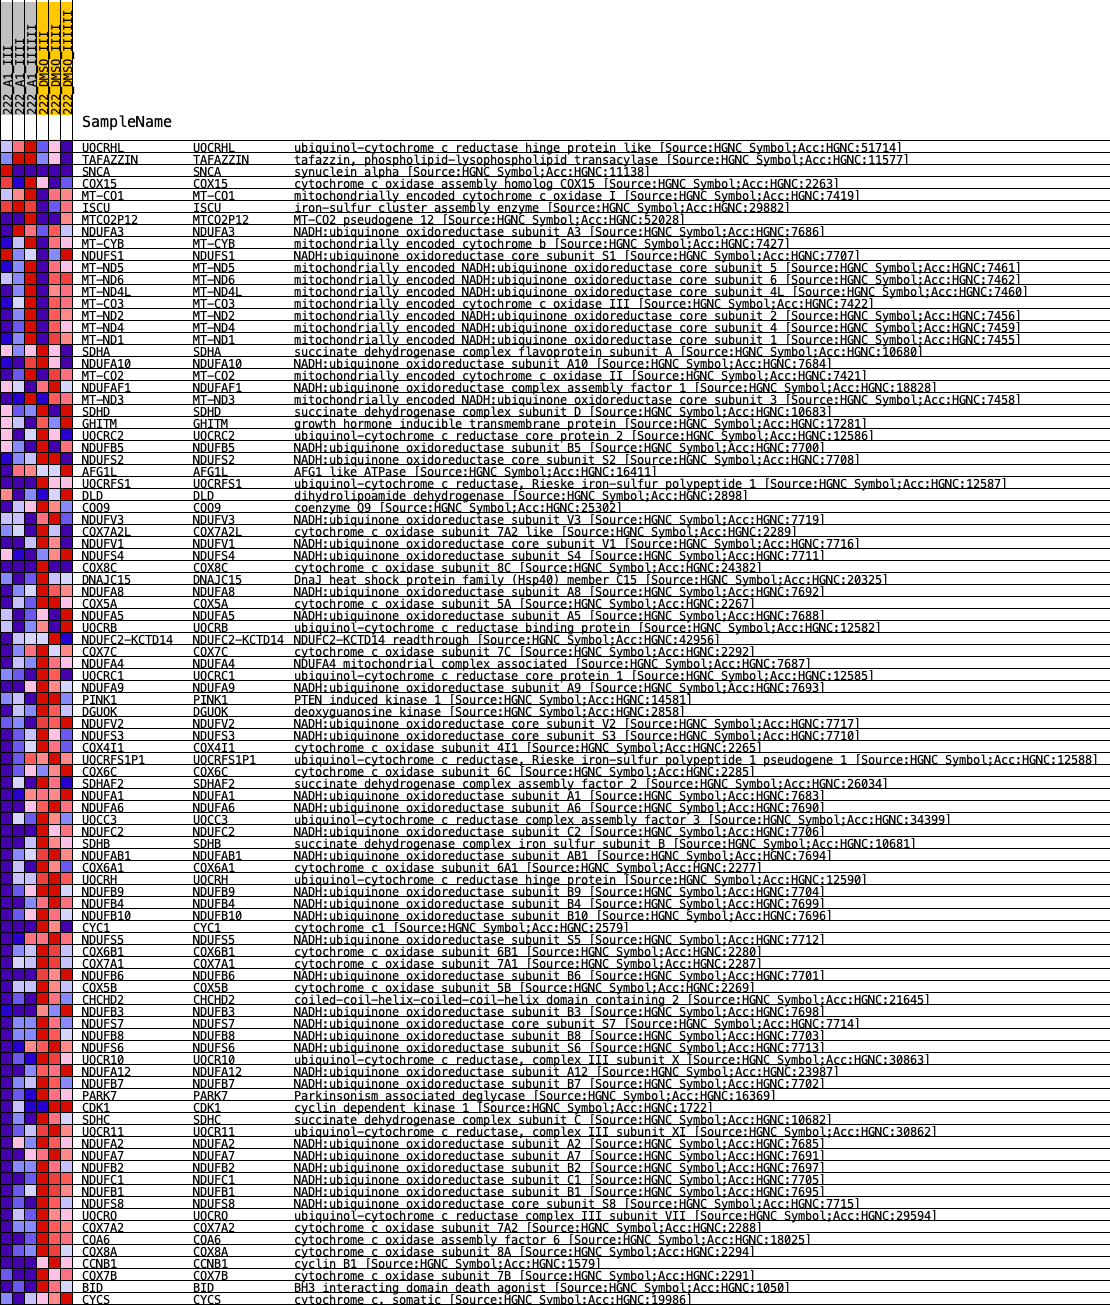 222_A1_III
222_A1_IIII
222_A1_IIIIII
222_DMSO_III
222_DMSO_IIII
222_DMSO_IIIIII
SampleName
UQCRHL UQCRHL ubiquinol-cytochrome c reductase hinge protein like [Source:HGNC Symbol;Acc:HGNC:51714]
TAFAZZIN TAFAZZIN tafazzin, phospholipid-lysophospholipid transacylase [Source:HGNC Symbol;Acc:HGNC:11577]
SNCA SNCA synuclein alpha [Source:HGNC Symbol;Acc:HGNC:11138]
COX15 COX15 cytochrome c oxidase assembly homolog COX15 [Source:HGNC Symbol;Acc:HGNC:2263]
MT-CO1 MT-CO1 mitochondrially encoded cytochrome c oxidase I [Source:HGNC Symbol;Acc:HGNC:7419]
ISCU ISCU iron-sulfur cluster assembly enzyme [Source:HGNC Symbol;Acc:HGNC:29882]
MTCO2P12 MTCO2P12 MT-CO2 pseudogene 12 [Source:HGNC Symbol;Acc:HGNC:52028]
NDUFA3 NDUFA3 NADH:ubiquinone oxidoreductase subunit A3 [Source:HGNC Symbol;Acc:HGNC:7686]
MT-CYB MT-CYB mitochondrially encoded cytochrome b [Source:HGNC Symbol;Acc:HGNC:7427]
NDUFS1 NDUFS1 NADH:ubiquinone oxidoreductase core subunit S1 [Source:HGNC Symbol;Acc:HGNC:7707]
MT-ND5 MT-ND5 mitochondrially encoded NADH:ubiquinone oxidoreductase core subunit 5 [Source:HGNC Symbol;Acc:HGNC:7461]
MT-ND6 MT-ND6 mitochondrially encoded NADH:ubiquinone oxidoreductase core subunit 6 [Source:HGNC Symbol;Acc:HGNC:7462]
MT-ND4L MT-ND4L mitochondrially encoded NADH:ubiquinone oxidoreductase core subunit 4L [Source:HGNC Symbol;Acc:HGNC:7460]
MT-CO3 MT-CO3 mitochondrially encoded cytochrome c oxidase III [Source:HGNC Symbol;Acc:HGNC:7422]
MT-ND2 MT-ND2 mitochondrially encoded NADH:ubiquinone oxidoreductase core subunit 2 [Source:HGNC Symbol;Acc:HGNC:7456]
MT-ND4 MT-ND4 mitochondrially encoded NADH:ubiquinone oxidoreductase core subunit 4 [Source:HGNC Symbol;Acc:HGNC:7459]
MT-ND1 MT-ND1 mitochondrially encoded NADH:ubiquinone oxidoreductase core subunit 1 [Source:HGNC Symbol;Acc:HGNC:7455]
SDHA SDHA succinate dehydrogenase complex flavoprotein subunit A [Source:HGNC Symbol;Acc:HGNC:10680]
NDUFA10 NDUFA10 NADH:ubiquinone oxidoreductase subunit A10 [Source:HGNC Symbol;Acc:HGNC:7684]
MT-CO2 MT-CO2 mitochondrially encoded cytochrome c oxidase II [Source:HGNC Symbol;Acc:HGNC:7421]
NDUFAF1 NDUFAF1 NADH:ubiquinone oxidoreductase complex assembly factor 1 [Source:HGNC Symbol;Acc:HGNC:18828]
MT-ND3 MT-ND3 mitochondrially encoded NADH:ubiquinone oxidoreductase core subunit 3 [Source:HGNC Symbol;Acc:HGNC:7458]
SDHD SDHD succinate dehydrogenase complex subunit D [Source:HGNC Symbol;Acc:HGNC:10683]
GHITM GHITM growth hormone inducible transmembrane protein [Source:HGNC Symbol;Acc:HGNC:17281]
UQCRC2 UQCRC2 ubiquinol-cytochrome c reductase core protein 2 [Source:HGNC Symbol;Acc:HGNC:12586]
NDUFB5 NDUFB5 NADH:ubiquinone oxidoreductase subunit B5 [Source:HGNC Symbol;Acc:HGNC:7700]
NDUFS2 NDUFS2 NADH:ubiquinone oxidoreductase core subunit S2 [Source:HGNC Symbol;Acc:HGNC:7708]
AFG1L AFG1L AFG1 like ATPase [Source:HGNC Symbol;Acc:HGNC:16411]
UQCRFS1 UQCRFS1 ubiquinol-cytochrome c reductase, Rieske iron-sulfur polypeptide 1 [Source:HGNC Symbol;Acc:HGNC:12587]
DLD DLD dihydrolipoamide dehydrogenase [Source:HGNC Symbol;Acc:HGNC:2898]
COQ9 COQ9 coenzyme Q9 [Source:HGNC Symbol;Acc:HGNC:25302]
NDUFV3 NDUFV3 NADH:ubiquinone oxidoreductase subunit V3 [Source:HGNC Symbol;Acc:HGNC:7719]
COX7A2L COX7A2L cytochrome c oxidase subunit 7A2 like [Source:HGNC Symbol;Acc:HGNC:2289]
NDUFV1 NDUFV1 NADH:ubiquinone oxidoreductase core subunit V1 [Source:HGNC Symbol;Acc:HGNC:7716]
NDUFS4 NDUFS4 NADH:ubiquinone oxidoreductase subunit S4 [Source:HGNC Symbol;Acc:HGNC:7711]
COX8C COX8C cytochrome c oxidase subunit 8C [Source:HGNC Symbol;Acc:HGNC:24382]
DNAJC15 DNAJC15 DnaJ heat shock protein family (Hsp40) member C15 [Source:HGNC Symbol;Acc:HGNC:20325]
NDUFA8 NDUFA8 NADH:ubiquinone oxidoreductase subunit A8 [Source:HGNC Symbol;Acc:HGNC:7692]
COX5A COX5A cytochrome c oxidase subunit 5A [Source:HGNC Symbol;Acc:HGNC:2267]
NDUFA5 NDUFA5 NADH:ubiquinone oxidoreductase subunit A5 [Source:HGNC Symbol;Acc:HGNC:7688]
UQCRB UQCRB ubiquinol-cytochrome c reductase binding protein [Source:HGNC Symbol;Acc:HGNC:12582]
NDUFC2-KCTD14 NDUFC2-KCTD14 NDUFC2-KCTD14 readthrough [Source:HGNC Symbol;Acc:HGNC:42956]
COX7C COX7C cytochrome c oxidase subunit 7C [Source:HGNC Symbol;Acc:HGNC:2292]
NDUFA4 NDUFA4 NDUFA4 mitochondrial complex associated [Source:HGNC Symbol;Acc:HGNC:7687]
UQCRC1 UQCRC1 ubiquinol-cytochrome c reductase core protein 1 [Source:HGNC Symbol;Acc:HGNC:12585]
NDUFA9 NDUFA9 NADH:ubiquinone oxidoreductase subunit A9 [Source:HGNC Symbol;Acc:HGNC:7693]
PINK1 PINK1 PTEN induced kinase 1 [Source:HGNC Symbol;Acc:HGNC:14581]
DGUOK DGUOK deoxyguanosine kinase [Source:HGNC Symbol;Acc:HGNC:2858]
NDUFV2 NDUFV2 NADH:ubiquinone oxidoreductase core subunit V2 [Source:HGNC Symbol;Acc:HGNC:7717]
NDUFS3 NDUFS3 NADH:ubiquinone oxidoreductase core subunit S3 [Source:HGNC Symbol;Acc:HGNC:7710]
COX4I1 COX4I1 cytochrome c oxidase subunit 4I1 [Source:HGNC Symbol;Acc:HGNC:2265]
UQCRFS1P1 UQCRFS1P1 ubiquinol-cytochrome c reductase, Rieske iron-sulfur polypeptide 1 pseudogene 1 [Source:HGNC Symbol;Acc:HGNC:12588]
COX6C COX6C cytochrome c oxidase subunit 6C [Source:HGNC Symbol;Acc:HGNC:2285]
SDHAF2 SDHAF2 succinate dehydrogenase complex assembly factor 2 [Source:HGNC Symbol;Acc:HGNC:26034]
NDUFA1 NDUFA1 NADH:ubiquinone oxidoreductase subunit A1 [Source:HGNC Symbol;Acc:HGNC:7683]
NDUFA6 NDUFA6 NADH:ubiquinone oxidoreductase subunit A6 [Source:HGNC Symbol;Acc:HGNC:7690]
UQCC3 UQCC3 ubiquinol-cytochrome c reductase complex assembly factor 3 [Source:HGNC Symbol;Acc:HGNC:34399]
NDUFC2 NDUFC2 NADH:ubiquinone oxidoreductase subunit C2 [Source:HGNC Symbol;Acc:HGNC:7706]
SDHB SDHB succinate dehydrogenase complex iron sulfur subunit B [Source:HGNC Symbol;Acc:HGNC:10681]
NDUFAB1 NDUFAB1 NADH:ubiquinone oxidoreductase subunit AB1 [Source:HGNC Symbol;Acc:HGNC:7694]
COX6A1 COX6A1 cytochrome c oxidase subunit 6A1 [Source:HGNC Symbol;Acc:HGNC:2277]
UQCRH UQCRH ubiquinol-cytochrome c reductase hinge protein [Source:HGNC Symbol;Acc:HGNC:12590]
NDUFB9 NDUFB9 NADH:ubiquinone oxidoreductase subunit B9 [Source:HGNC Symbol;Acc:HGNC:7704]
NDUFB4 NDUFB4 NADH:ubiquinone oxidoreductase subunit B4 [Source:HGNC Symbol;Acc:HGNC:7699]
NDUFB10 NDUFB10 NADH:ubiquinone oxidoreductase subunit B10 [Source:HGNC Symbol;Acc:HGNC:7696]
CYC1 CYC1 cytochrome c1 [Source:HGNC Symbol;Acc:HGNC:2579]
NDUFS5 NDUFS5 NADH:ubiquinone oxidoreductase subunit S5 [Source:HGNC Symbol;Acc:HGNC:7712]
COX6B1 COX6B1 cytochrome c oxidase subunit 6B1 [Source:HGNC Symbol;Acc:HGNC:2280]
COX7A1 COX7A1 cytochrome c oxidase subunit 7A1 [Source:HGNC Symbol;Acc:HGNC:2287]
NDUFB6 NDUFB6 NADH:ubiquinone oxidoreductase subunit B6 [Source:HGNC Symbol;Acc:HGNC:7701]
COX5B COX5B cytochrome c oxidase subunit 5B [Source:HGNC Symbol;Acc:HGNC:2269]
CHCHD2 CHCHD2 coiled-coil-helix-coiled-coil-helix domain containing 2 [Source:HGNC Symbol;Acc:HGNC:21645]
NDUFB3 NDUFB3 NADH:ubiquinone oxidoreductase subunit B3 [Source:HGNC Symbol;Acc:HGNC:7698]
NDUFS7 NDUFS7 NADH:ubiquinone oxidoreductase core subunit S7 [Source:HGNC Symbol;Acc:HGNC:7714]
NDUFB8 NDUFB8 NADH:ubiquinone oxidoreductase subunit B8 [Source:HGNC Symbol;Acc:HGNC:7703]
NDUFS6 NDUFS6 NADH:ubiquinone oxidoreductase subunit S6 [Source:HGNC Symbol;Acc:HGNC:7713]
UQCR10 UQCR10 ubiquinol-cytochrome c reductase, complex III subunit X [Source:HGNC Symbol;Acc:HGNC:30863]
NDUFA12 NDUFA12 NADH:ubiquinone oxidoreductase subunit A12 [Source:HGNC Symbol;Acc:HGNC:23987]
NDUFB7 NDUFB7 NADH:ubiquinone oxidoreductase subunit B7 [Source:HGNC Symbol;Acc:HGNC:7702]
PARK7 PARK7 Parkinsonism associated deglycase [Source:HGNC Symbol;Acc:HGNC:16369]
CDK1 CDK1 cyclin dependent kinase 1 [Source:HGNC Symbol;Acc:HGNC:1722]
SDHC SDHC succinate dehydrogenase complex subunit C [Source:HGNC Symbol;Acc:HGNC:10682]
UQCR11 UQCR11 ubiquinol-cytochrome c reductase, complex III subunit XI [Source:HGNC Symbol;Acc:HGNC:30862]
NDUFA2 NDUFA2 NADH:ubiquinone oxidoreductase subunit A2 [Source:HGNC Symbol;Acc:HGNC:7685]
NDUFA7 NDUFA7 NADH:ubiquinone oxidoreductase subunit A7 [Source:HGNC Symbol;Acc:HGNC:7691]
NDUFB2 NDUFB2 NADH:ubiquinone oxidoreductase subunit B2 [Source:HGNC Symbol;Acc:HGNC:7697]
NDUFC1 NDUFC1 NADH:ubiquinone oxidoreductase subunit C1 [Source:HGNC Symbol;Acc:HGNC:7705]
NDUFB1 NDUFB1 NADH:ubiquinone oxidoreductase subunit B1 [Source:HGNC Symbol;Acc:HGNC:7695]
NDUFS8 NDUFS8 NADH:ubiquinone oxidoreductase core subunit S8 [Source:HGNC Symbol;Acc:HGNC:7715]
UQCRQ UQCRQ ubiquinol-cytochrome c reductase complex III subunit VII [Source:HGNC Symbol;Acc:HGNC:29594]
COX7A2 COX7A2 cytochrome c oxidase subunit 7A2 [Source:HGNC Symbol;Acc:HGNC:2288]
COA6 COA6 cytochrome c oxidase assembly factor 6 [Source:HGNC Symbol;Acc:HGNC:18025]
COX8A COX8A cytochrome c oxidase subunit 8A [Source:HGNC Symbol;Acc:HGNC:2294]
CCNB1 CCNB1 cyclin B1 [Source:HGNC Symbol;Acc:HGNC:1579]
COX7B COX7B cytochrome c oxidase subunit 7B [Source:HGNC Symbol;Acc:HGNC:2291]
BID BID BH3 interacting domain death agonist [Source:HGNC Symbol;Acc:HGNC:1050]
CYCS CYCS cytochrome c, somatic [Source:HGNC Symbol;Acc:HGNC:19986]